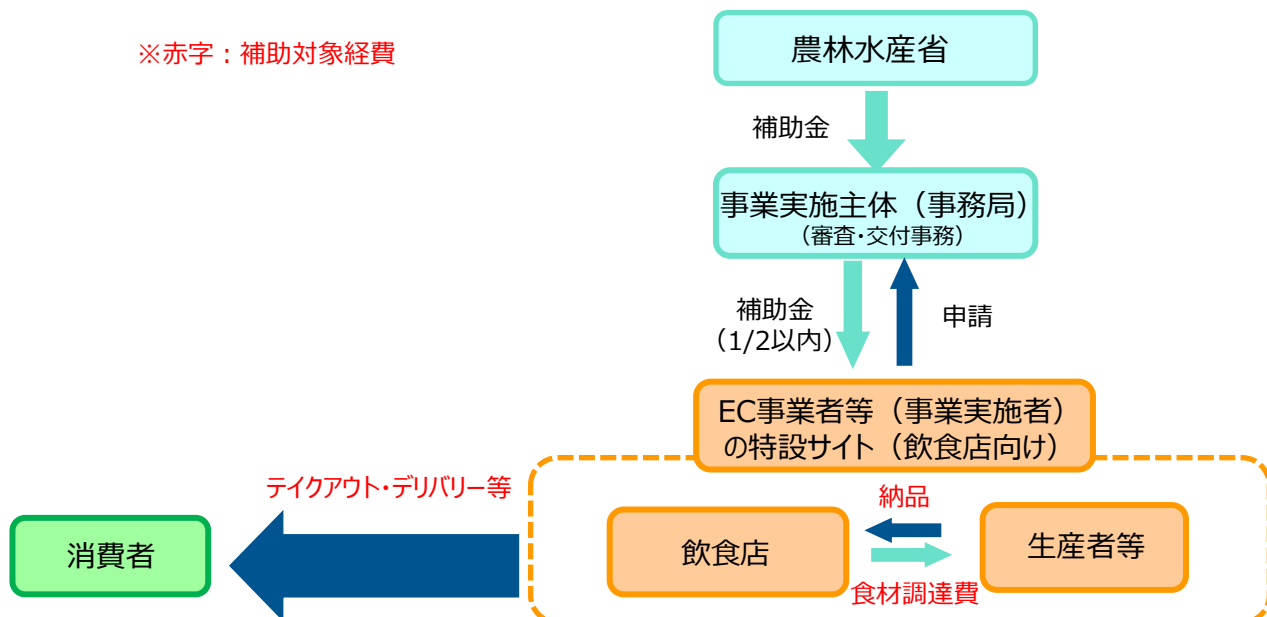 ※赤字：補助対象経費
農林水産省
補助金
事業実施主体（事務局）
（審査・交付事務）
補助金
（1/2以内）
申請
EC事業者等（事業実施者）
の特設サイト（飲食店向け）
テイクアウト・デリバリー等
納品
消費者
飲食店
生産者等
食材調達費